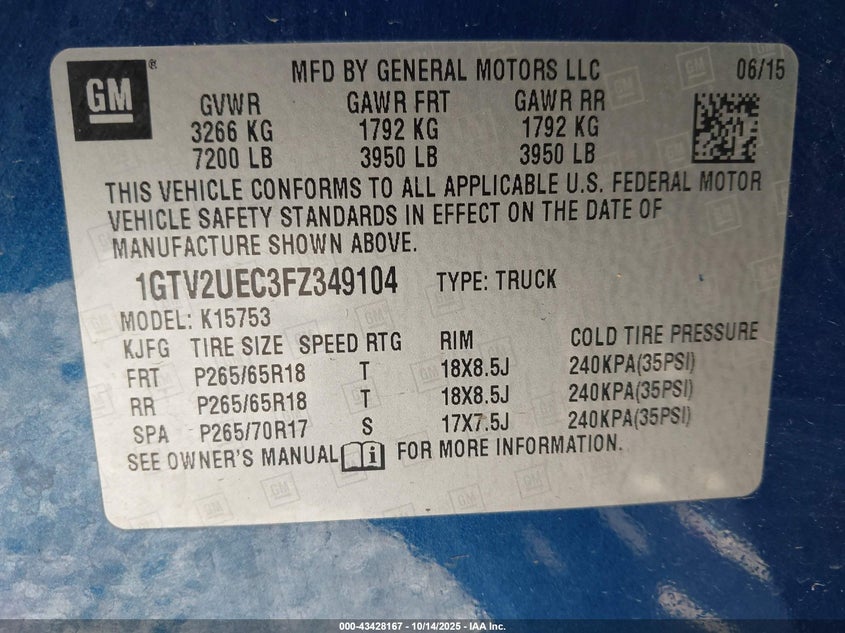 GM ® MFD BY GENERAL MOTORS LLC 06/15
GVWR GAWR FRT GAWR RR
3266 KG 1792 KG 1792 KG
7200 LB 3950 LB 3950 LB
THIS VEHICLE CONFORMS TO ALL APPLICABLE U.S. FEDERAL MOTOR
VEHICLE SAFETY STANDARDS IN EFFECT ON THE DATE OF
MANUFACTURE SHOWN ABOVE.
1GTV2UEC3FZ349104 TYPE: TRUCK
MODEL: K15753
KJFG TIRE SIZE SPEED RTG RIM COLD TIRE PRESSURE
FRT P265/65R18 T 18X8.5J 240KPA(35PSI)
RR P265/65R18 T 18X8.5J 240KPA(35PSI)
SPA P265/70R17 S 17X7.5J 240KPA(35PSI)
SEE OWNER'S MANUAL i FOR MORE INFORMATION.
000-43428167 - 10/14/2025 - IAA Inc.